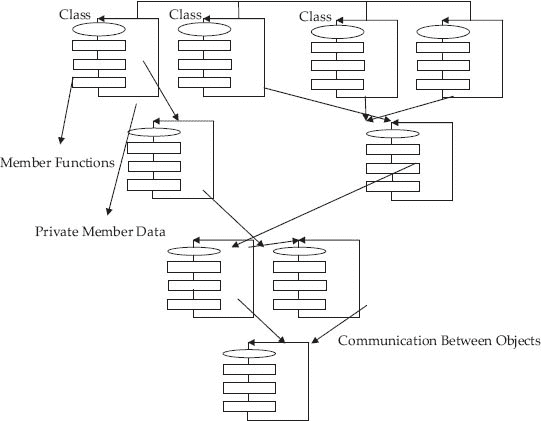 Class
Class
Class
Member Functions
Private Member Data
Communication Between Objects